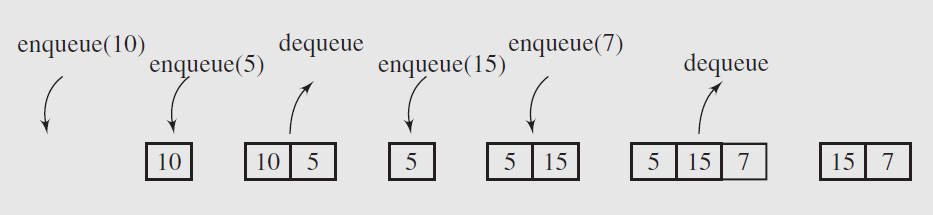 enqueue(10) enqueue(5) dequeue enqueue(15) enqueue(7) dequeue
10 10 5 5 5 15 5 15 7 15 7